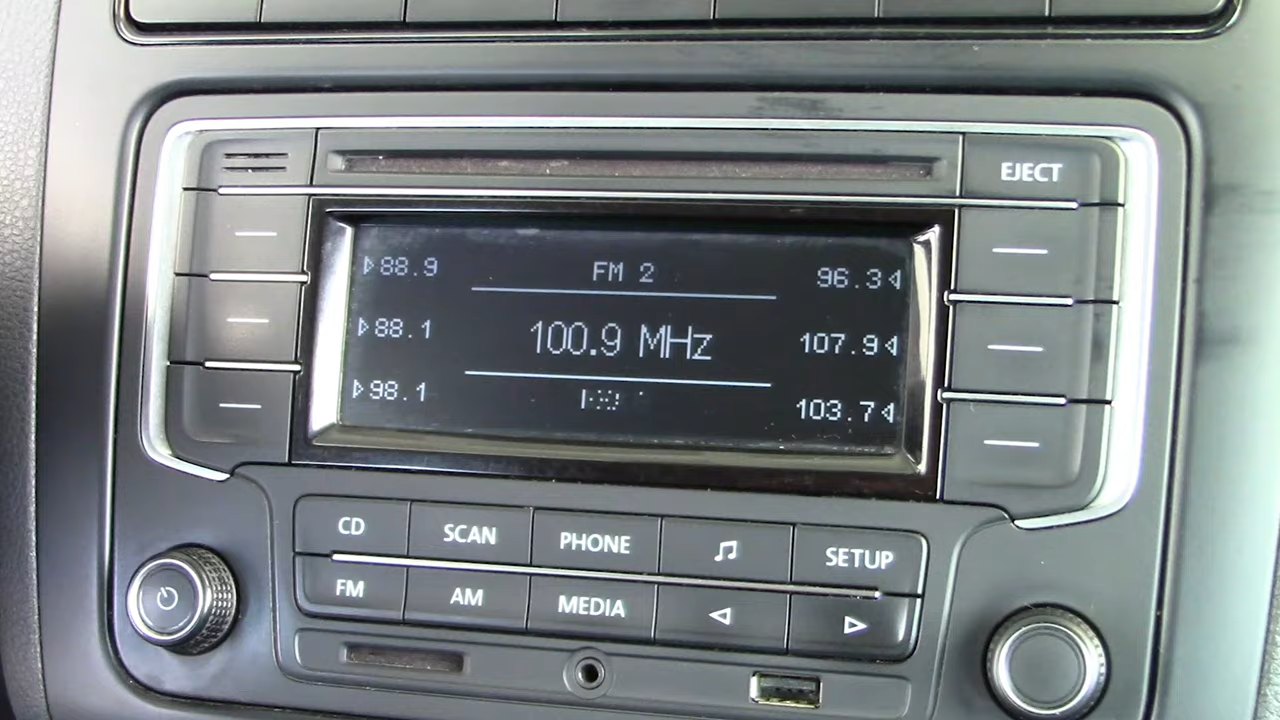 EJECT
88.9 FM 2 96.3
88.1 100.9 MHz 107.9
98.1 103.7
CD SCAN PHONE SETUP
FM AM MEDIA